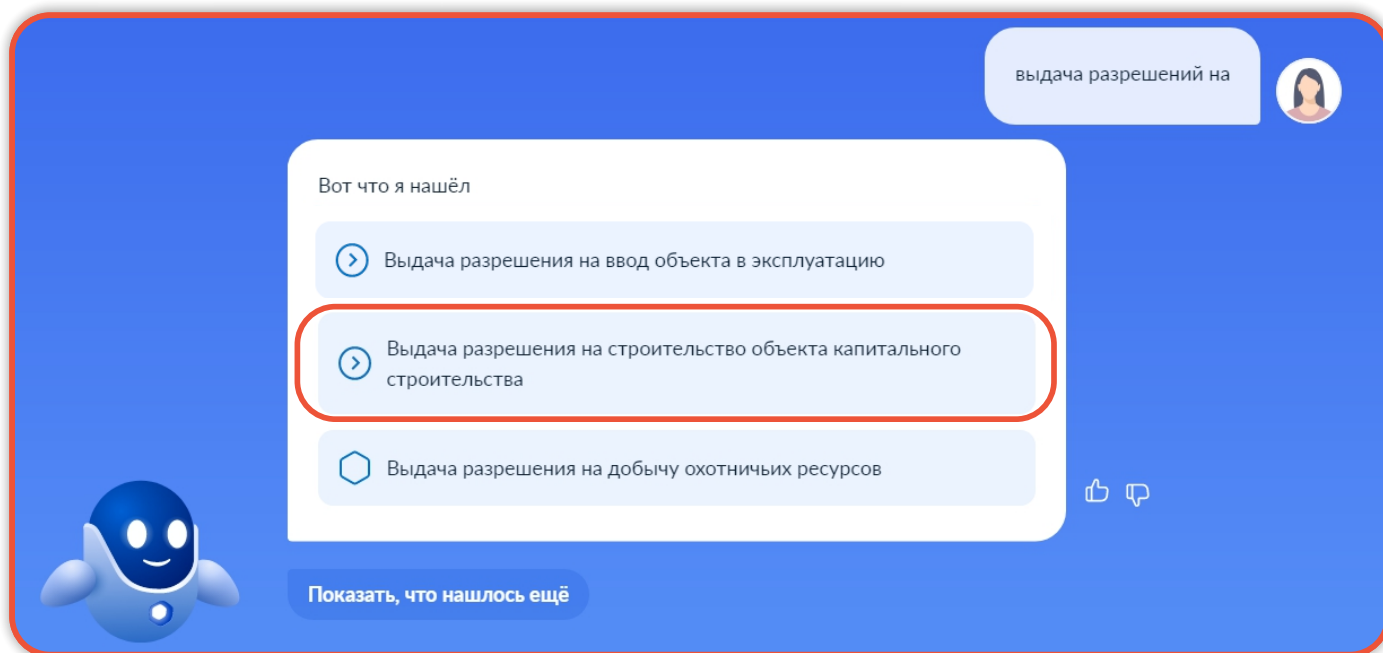 выдача разрешений на
Вот что я нашёл
Выдача разрешения на ввод объекта в эксплуатацию
Выдача разрешения на строительство объекта капитального
строительства
Выдача разрешения на добычу охотничьих ресурсов
Показать, что нашлось ещё